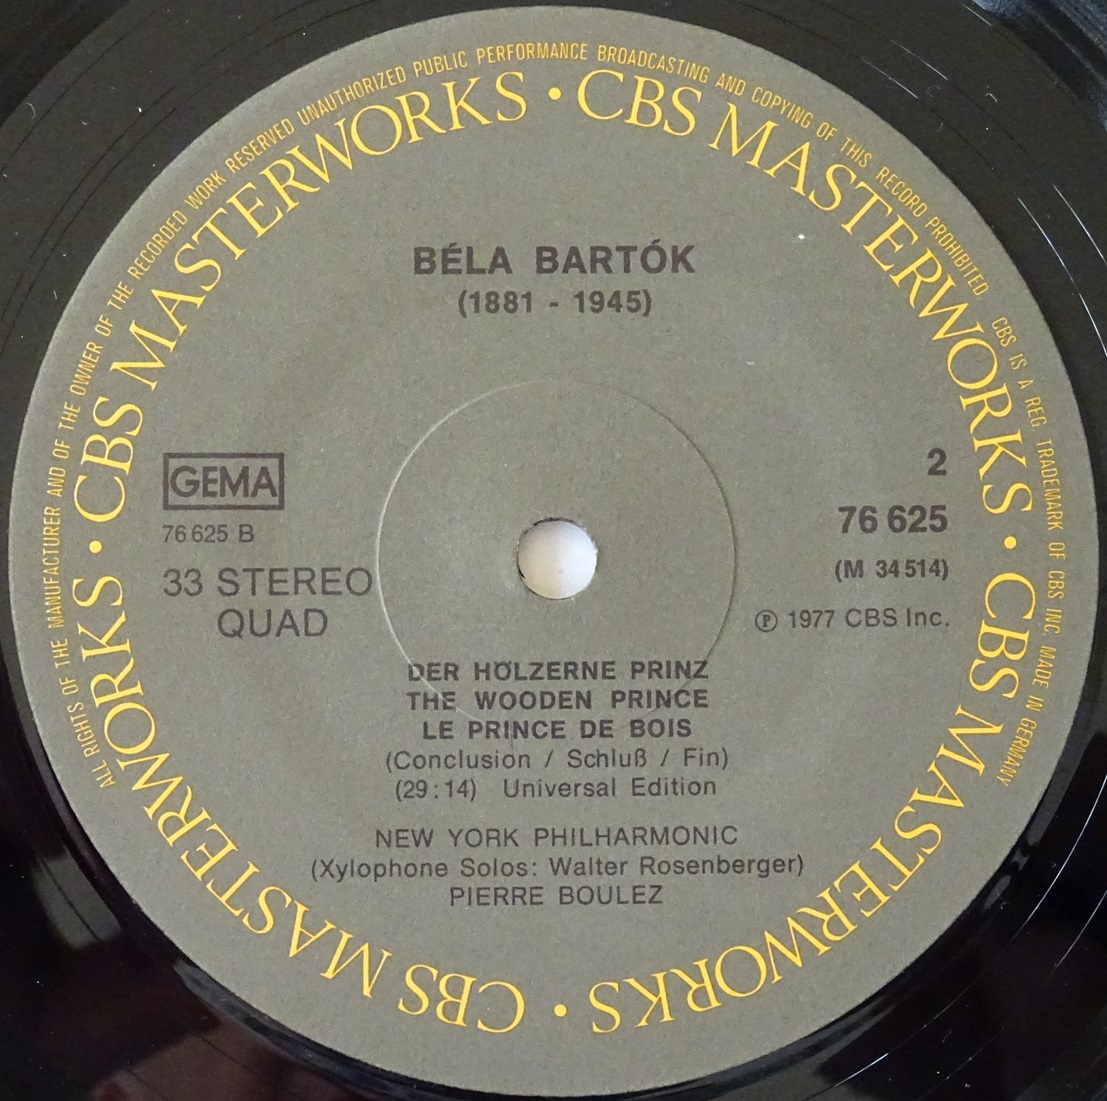 ALL RIGHTS OF THE MANUFACTURER AND OF THE OWNER OF THE RECORDED WORK RESERVED UNAUTHORIZED PUBLIC PERFORMANCE BROADCASTING AND COPYING OF THIS RECORD PROHIBITED CBS IS A REG. TRADEMARK OF CBS INC. MADE IN GERMANY
CBS MASTERWORKS • CBS MASTERWORKS • CBS MASTERWORKS • CBS MASTERWORKS •
BÉLA BARTÓK
(1881 - 1945)
GEMA
76 625 B
33 STEREO
QUAD
2
76 625
(M 34 514)
℗ 1977 CBS Inc.
DER HÖLZERNE PRINZ
THE WOODEN PRINCE
LE PRINCE DE BOIS
(Conclusion / Schluß / Fin)
(29:14) Universal Edition
NEW YORK PHILHARMONIC
(Xylophone Solos: Walter Rosenberger)
PIERRE BOULEZ